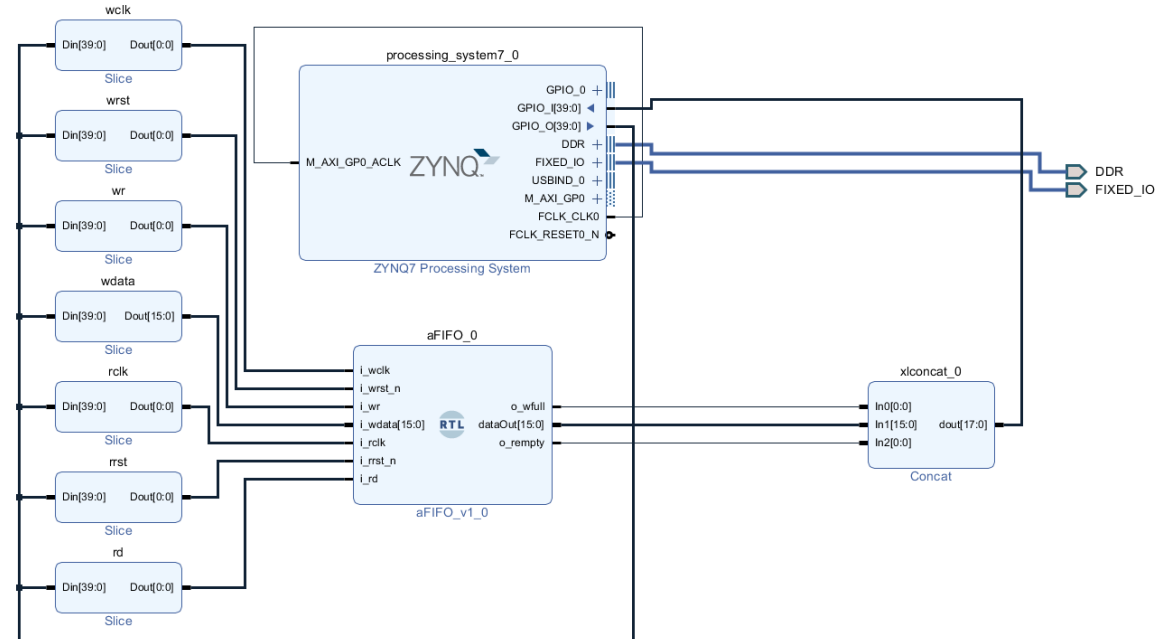 wclk
Din[39:0] Dout[0:0]
Slice
wrst
Din[39:0] Dout[0:0]
Slice
wr
Din[39:0] Dout[0:0]
Slice
wdata
Din[39:0] Dout[15:0]
Slice
rclk
Din[39:0] Dout[0:0]
Slice
rrst
Din[39:0] Dout[0:0]
Slice
rd
Din[39:0] Dout[0:0]
Slice
processing_system7_0
GPIO_0
GPIO_I[39:0]
GPIO_O[39:0]
DDR
M_AXI_GP0_ACLK
ZYNQ
FIXED_IO
USBIND_0
M_AXI_GP0
FCLK_CLK0
FCLK_RESET0_N
ZYNQ7 Processing System
DDR
FIXED_IO
aFIFO_0
i_wclk
i_wrst_n
i_wr
i_wdata[15:0]
i_rclk
i_rrst_n
i_rd
RTL
o_wfull
dataOut[15:0]
o_rempty
aFIFO_v1_0
xlconcat_0
In0[0:0]
In1[15:0] dout[17:0]
In2[0:0]
Concat